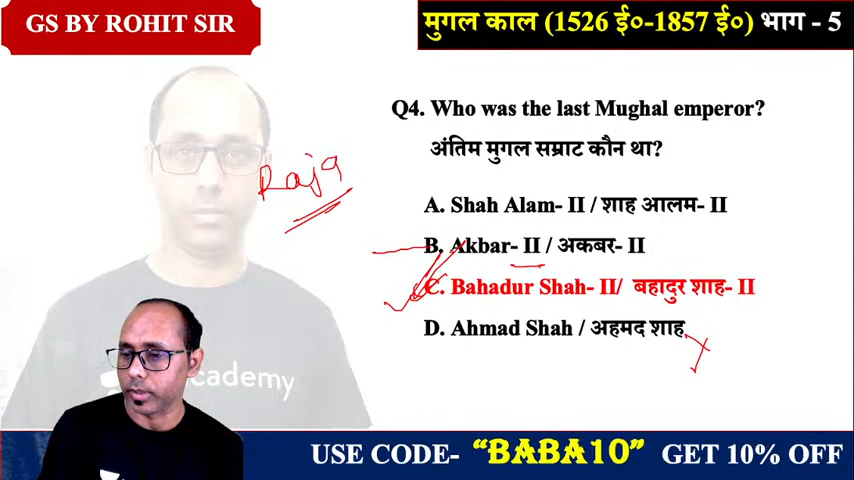 GS BY ROHIT SIR
मुगल काल (1526 ई०-1857 ई०) भाग - 5
Q4. Who was the last Mughal emperor?
अंतिम मुगल सम्राट कौन था?
Raja
A. Shah Alam- II / शाह आलम- II
B. Akbar- II / अकबर- II
C. Bahadur Shah- II/ बहादुर शाह- II
D. Ahmad Shah / अहमद शाह
cademy
USE CODE- “BABA10” GET 10% OFF